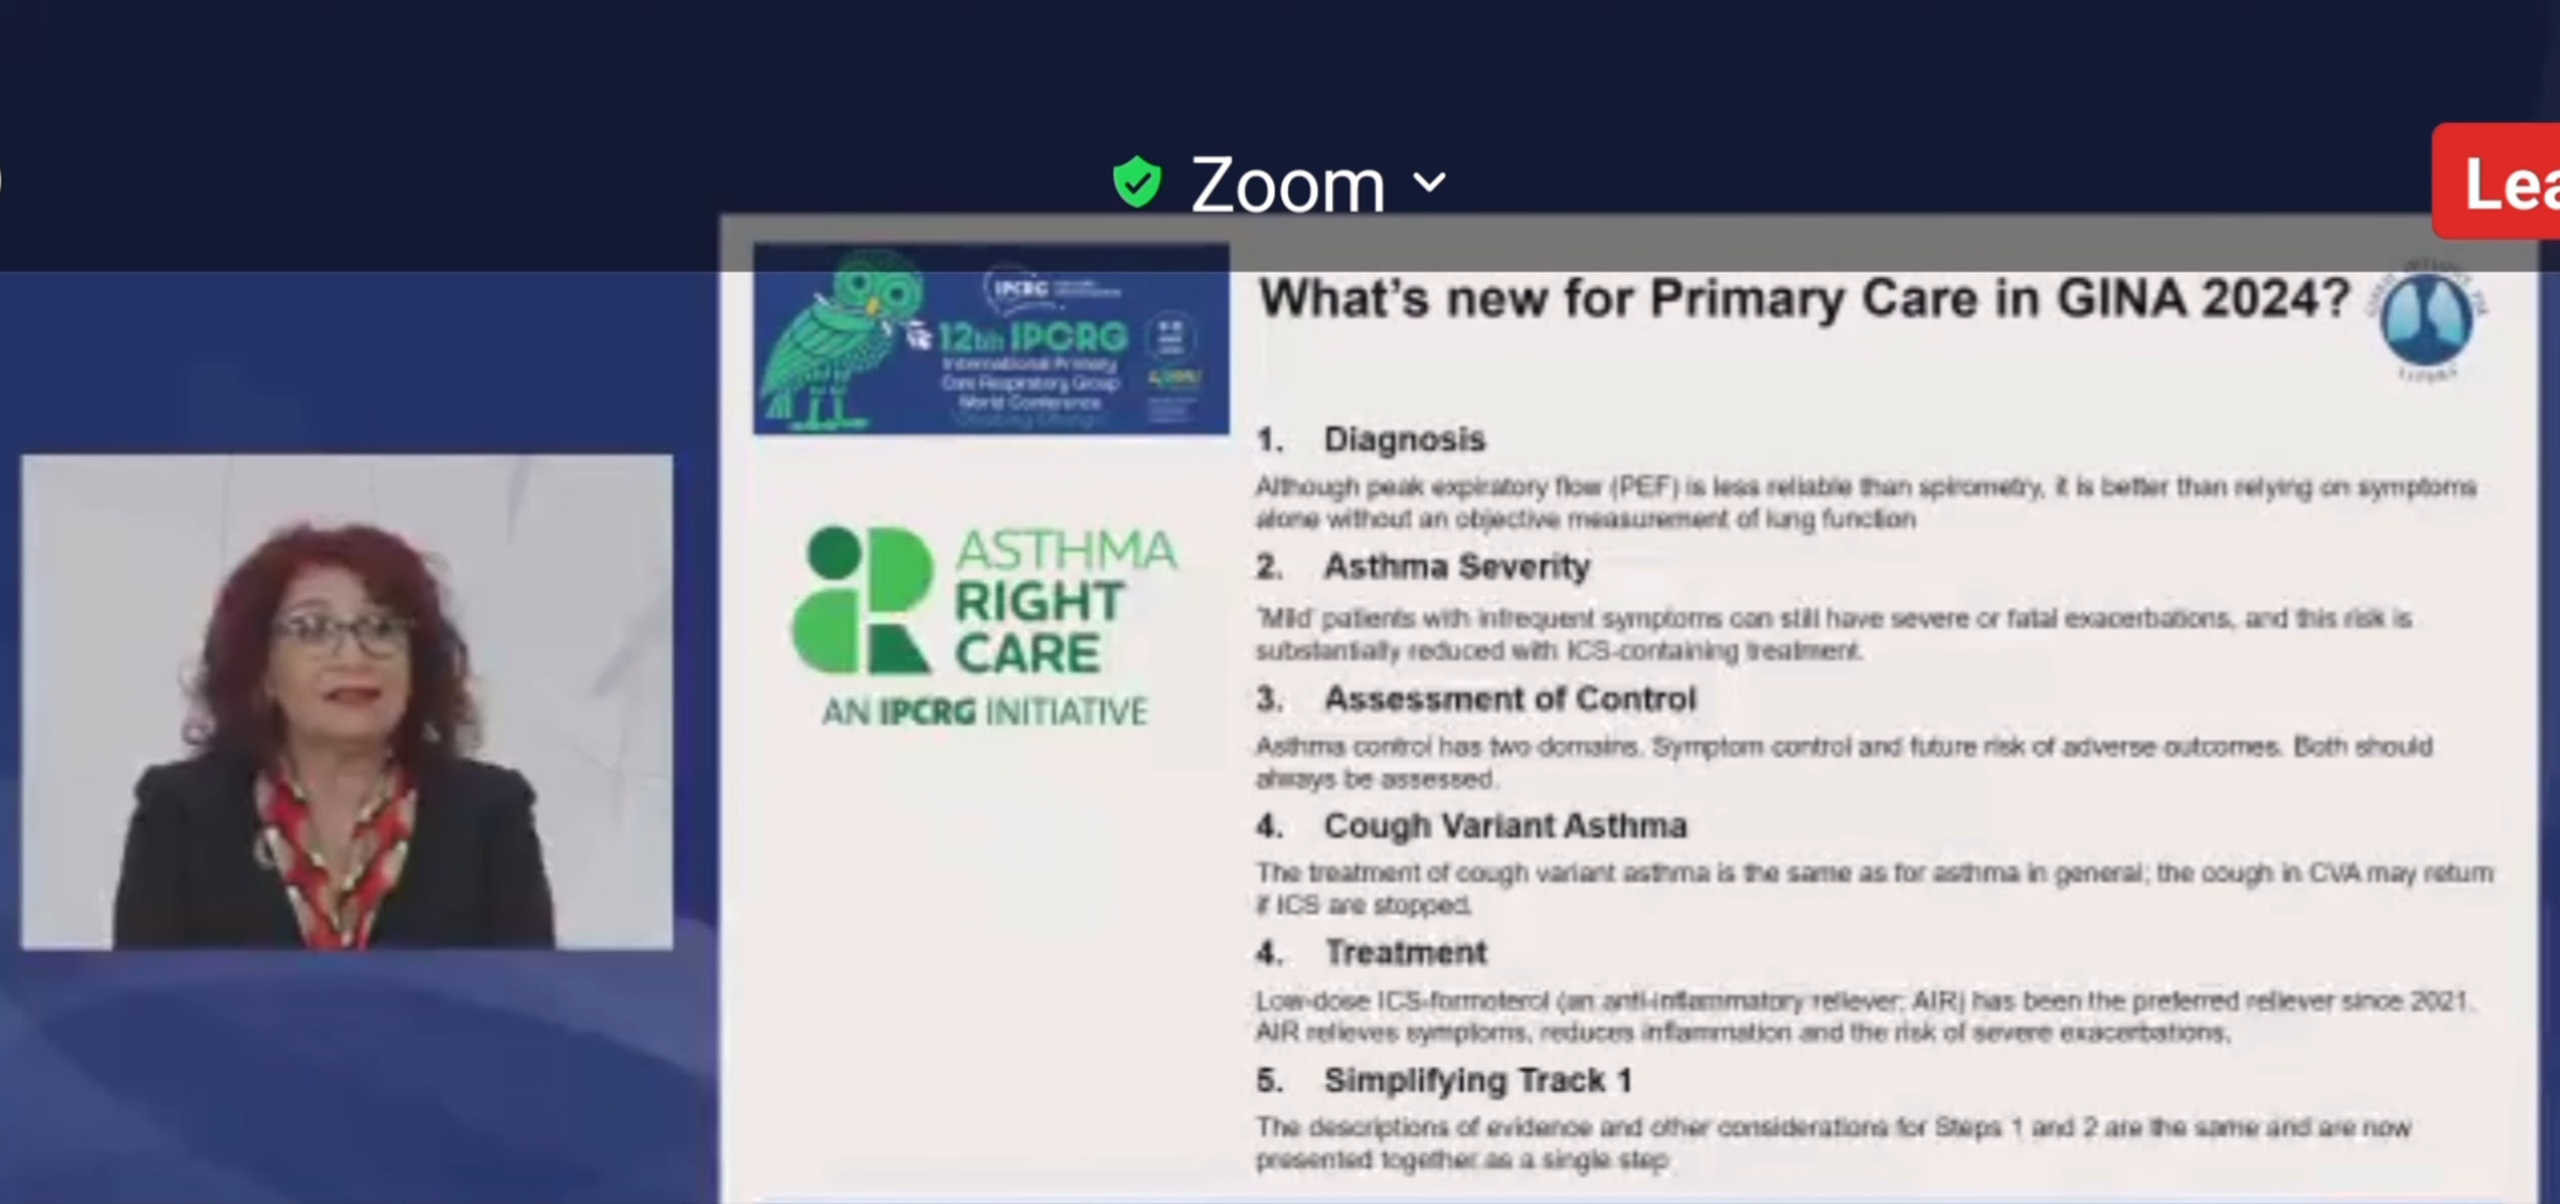 Zoom
Lea
IPCRG
12th IPCRG
International Primary
Care Respiratory Group
World Conference
What's new for Primary Care in GINA 2024?
ASTHMA
RIGHT
CARE
AN IPCRG INITIATIVE
1. Diagnosis
Although peak expiratory flow (PEF) is less reliable than spirometry, it is better than relying on symptoms
alone without an objective measurement of lung function
2. Asthma Severity
'Mild' patients with infrequent symptoms can still have severe or fatal exacerbations, and this risk is
substantially reduced with ICS-containing treatment.
3. Assessment of Control
Asthma control has two domains. Symptom control and future risk of adverse outcomes. Both should
always be assessed.
4. Cough Variant Asthma
The treatment of cough variant asthma is the same as for asthma in general; the cough in CVA may return
if ICS are stopped.
4. Treatment
Low-dose ICS-formoterol (an anti-inflammatory reliever; AIR) has been the preferred reliever since 2021.
AIR relieves symptoms, reduces inflammation and the risk of severe exacerbations.
5. Simplifying Track 1
The descriptions of evidence and other considerations for Steps 1 and 2 are the same and are now
presented together as a single step